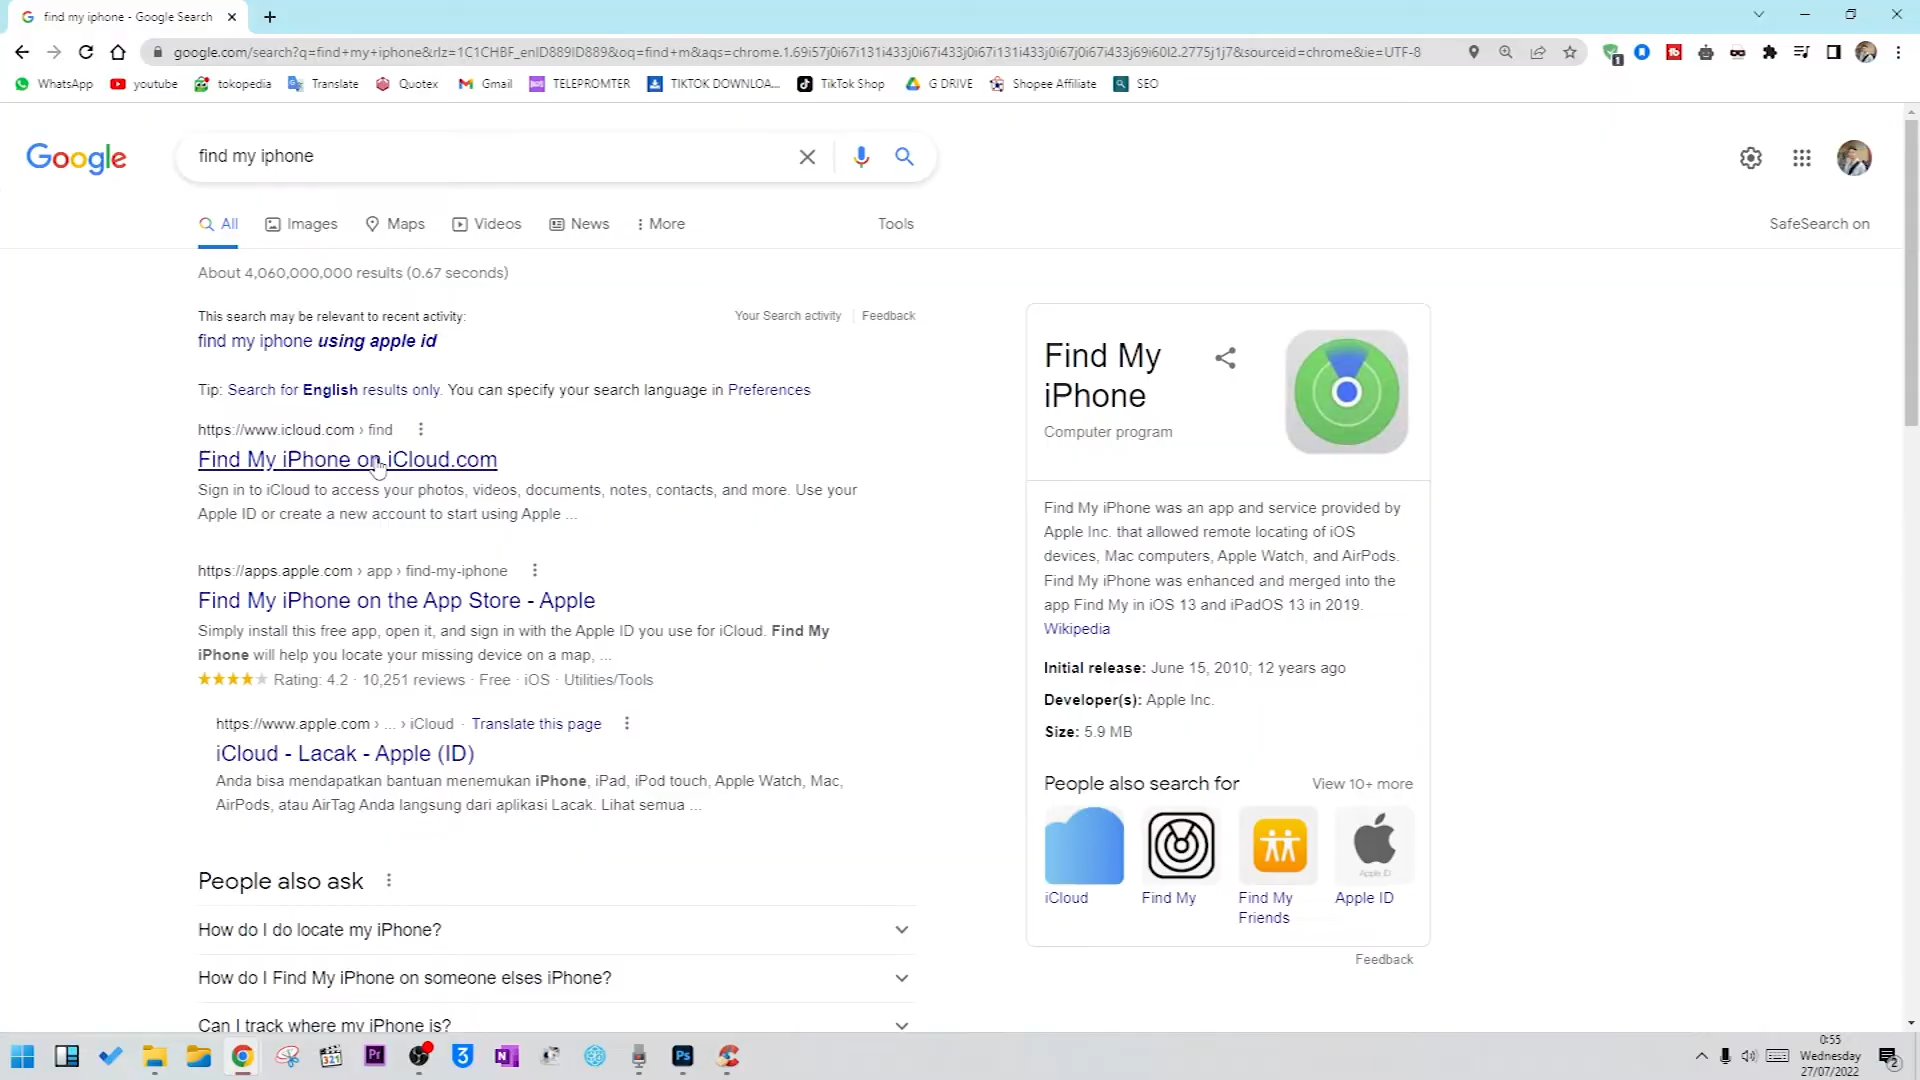 find my iphone - Google Search
google.com/search?q=find+my+iphone&rlz=1C1CHBF_enID889ID889&oq=find+m&aqs=chrome.1.69i57j0i67i131i433j0i67i433j0i67i131i433j0i67j0i67i433j69i60l2.2775j1j7&sourceid=chrome&ie=UTF-8
1
WhatsApp youtube tokopedia Translate Quotex Gmail TELEPROMTER TIKTOK DOWNLOA... TikTok Shop G DRIVE Shopee Affiliate SEO
Google
find my iphone
All Images Maps Videos News More Tools SafeSearch on
About 4,060,000,000 results (0.67 seconds)
This search may be relevant to recent activity: Your Search activity Feedback
find my iphone using apple id
Tip: Search for English results only. You can specify your search language in Preferences
https://www.icloud.com › find
Find My iPhone on iCloud.com
Sign in to iCloud to access your photos, videos, documents, notes, contacts, and more. Use your
Apple ID or create a new account to start using Apple ...
https://apps.apple.com › app › find-my-iphone
Find My iPhone on the App Store - Apple
Simply install this free app, open it, and sign in with the Apple ID you use for iCloud. Find My
iPhone will help you locate your missing device on a map, ...
Rating: 4.2 · 10,251 reviews · Free · iOS · Utilities/Tools
https://www.apple.com › ... › iCloud · Translate this page
iCloud - Lacak - Apple (ID)
Anda bisa mendapatkan bantuan menemukan iPhone, iPad, iPod touch, Apple Watch, Mac,
AirPods, atau AirTag Anda langsung dari aplikasi Lacak. Lihat semua ...
People also ask
How do I do locate my iPhone?
How do I Find My iPhone on someone elses iPhone?
Can I track where my iPhone is?
Find My
iPhone
Computer program
Find My iPhone was an app and service provided by
Apple Inc. that allowed remote locating of iOS
devices, Mac computers, Apple Watch, and AirPods.
Find My iPhone was enhanced and merged into the
app Find My in iOS 13 and iPadOS 13 in 2019.
Wikipedia
Initial release: June 15, 2010; 12 years ago
Developer(s): Apple Inc.
Size: 5.9 MB
People also search for View 10+ more
Apple ID
iCloud Find My Find My
Friends Apple ID
Feedback
321 Pr 3 N Ps
0:55
Wednesday
27/07/2022
2